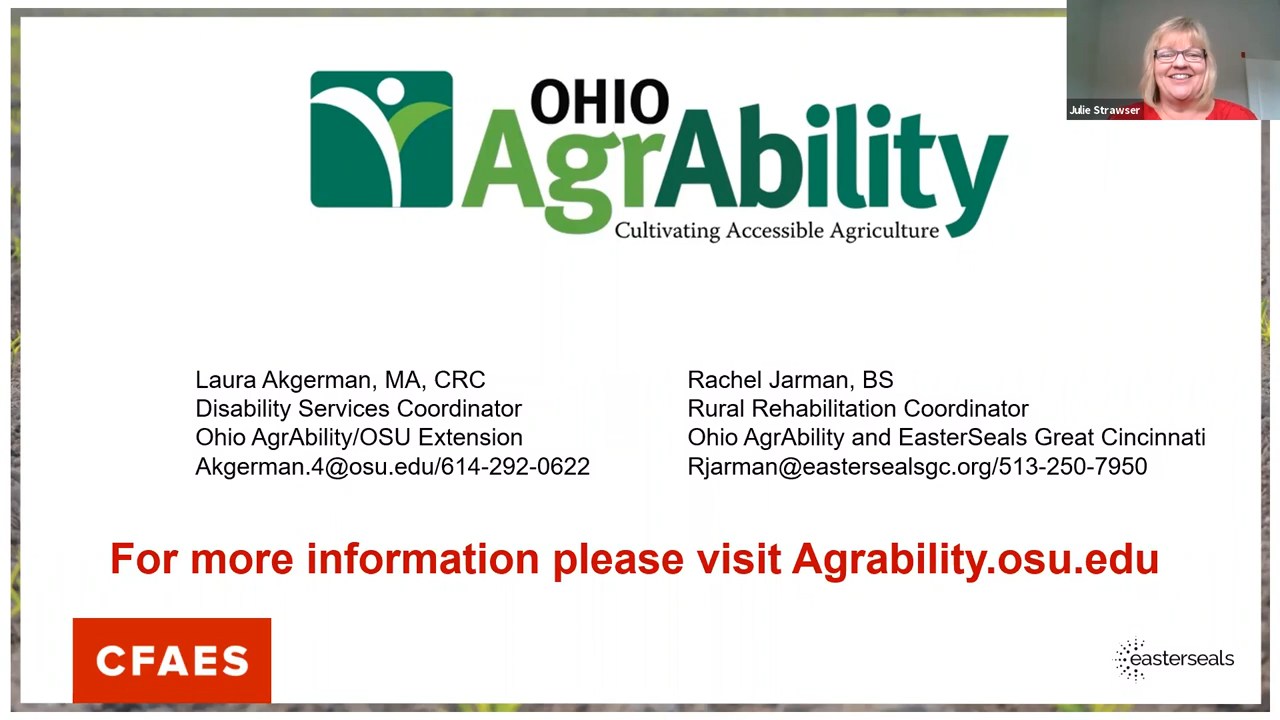 Julie Strawser
OHIO
AgrAbility
Cultivating Accessible Agriculture
Laura Akgerman, MA, CRC
Disability Services Coordinator
Ohio AgrAbility/OSU Extension
Akgerman.4@osu.edu/614-292-0622
Rachel Jarman, BS
Rural Rehabilitation Coordinator
Ohio AgrAbility and EasterSeals Great Cincinnati
Rjarman@eastersealsgc.org/513-250-7950
For more information please visit Agrability.osu.edu
CFAES
easterseals